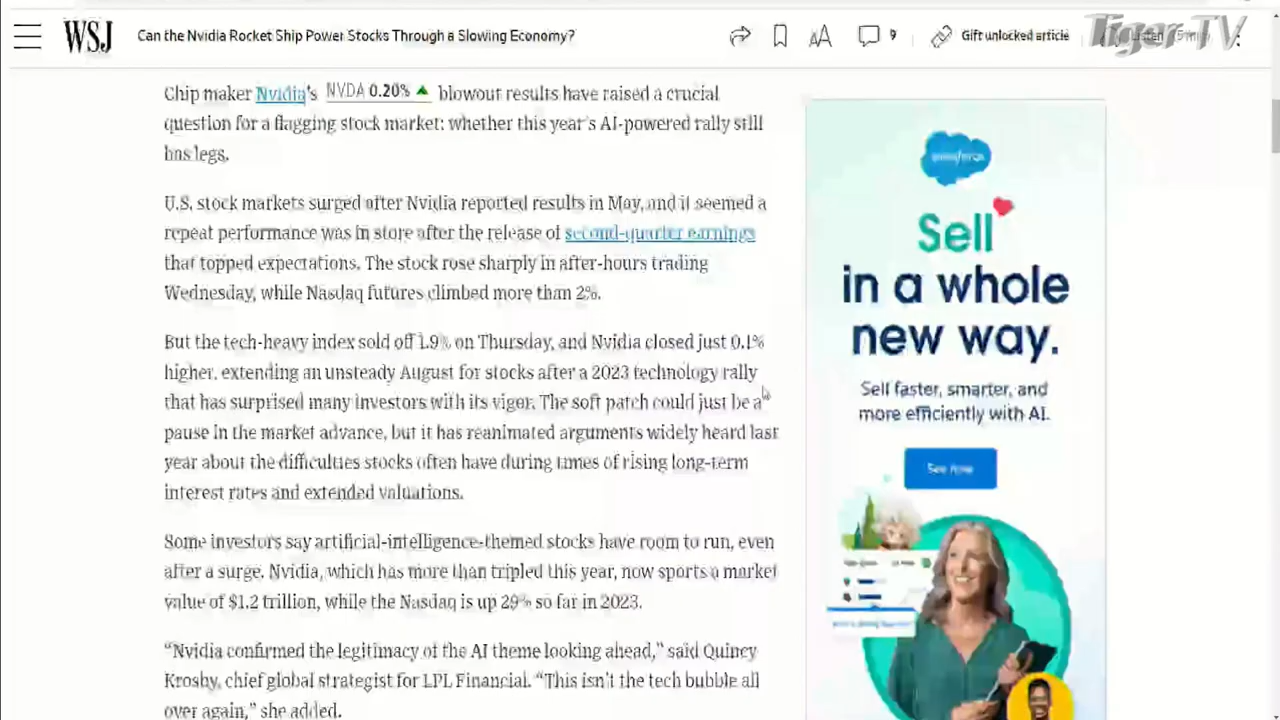 WSJ Can the Nvidia Rocket Ship Power Stocks Through a Slowing Economy? 9 Gift unlocked article Listen
Tiger TV
Chip maker Nvidia's NVDA 0.20% ▲ blowout results have raised a crucial
question for a flagging stock market: whether this year's AI-powered rally still
has legs.
U.S. stock markets surged after Nvidia reported results in May, and it seemed a
repeat performance was in store after the release of second-quarter earnings
that topped expectations. The stock rose sharply in after-hours trading
Wednesday, while Nasdaq futures climbed more than 2%.
But the tech-heavy index sold off 1.9% on Thursday, and Nvidia closed just 0.1%
higher, extending an unsteady August for stocks after a 2023 technology rally
that has surprised many investors with its vigor. The soft patch could just be a
pause in the market advance, but it has reanimated arguments widely heard last
year about the difficulties stocks often have during times of rising long-term
interest rates and extended valuations.
Some investors say artificial-intelligence-themed stocks have room to run, even
after a surge. Nvidia, which has more than tripled this year, now sports a market
value of $1.2 trillion, while the Nasdaq is up 29% so far in 2023.
“Nvidia confirmed the legitimacy of the AI theme looking ahead,” said Quincy
Krosby, chief global strategist for LPL Financial. “This isn't the tech bubble all
over again,” she added.
salesforce
Sell
in a whole
new way.
Sell faster, smarter, and
more efficiently with AI.
See now